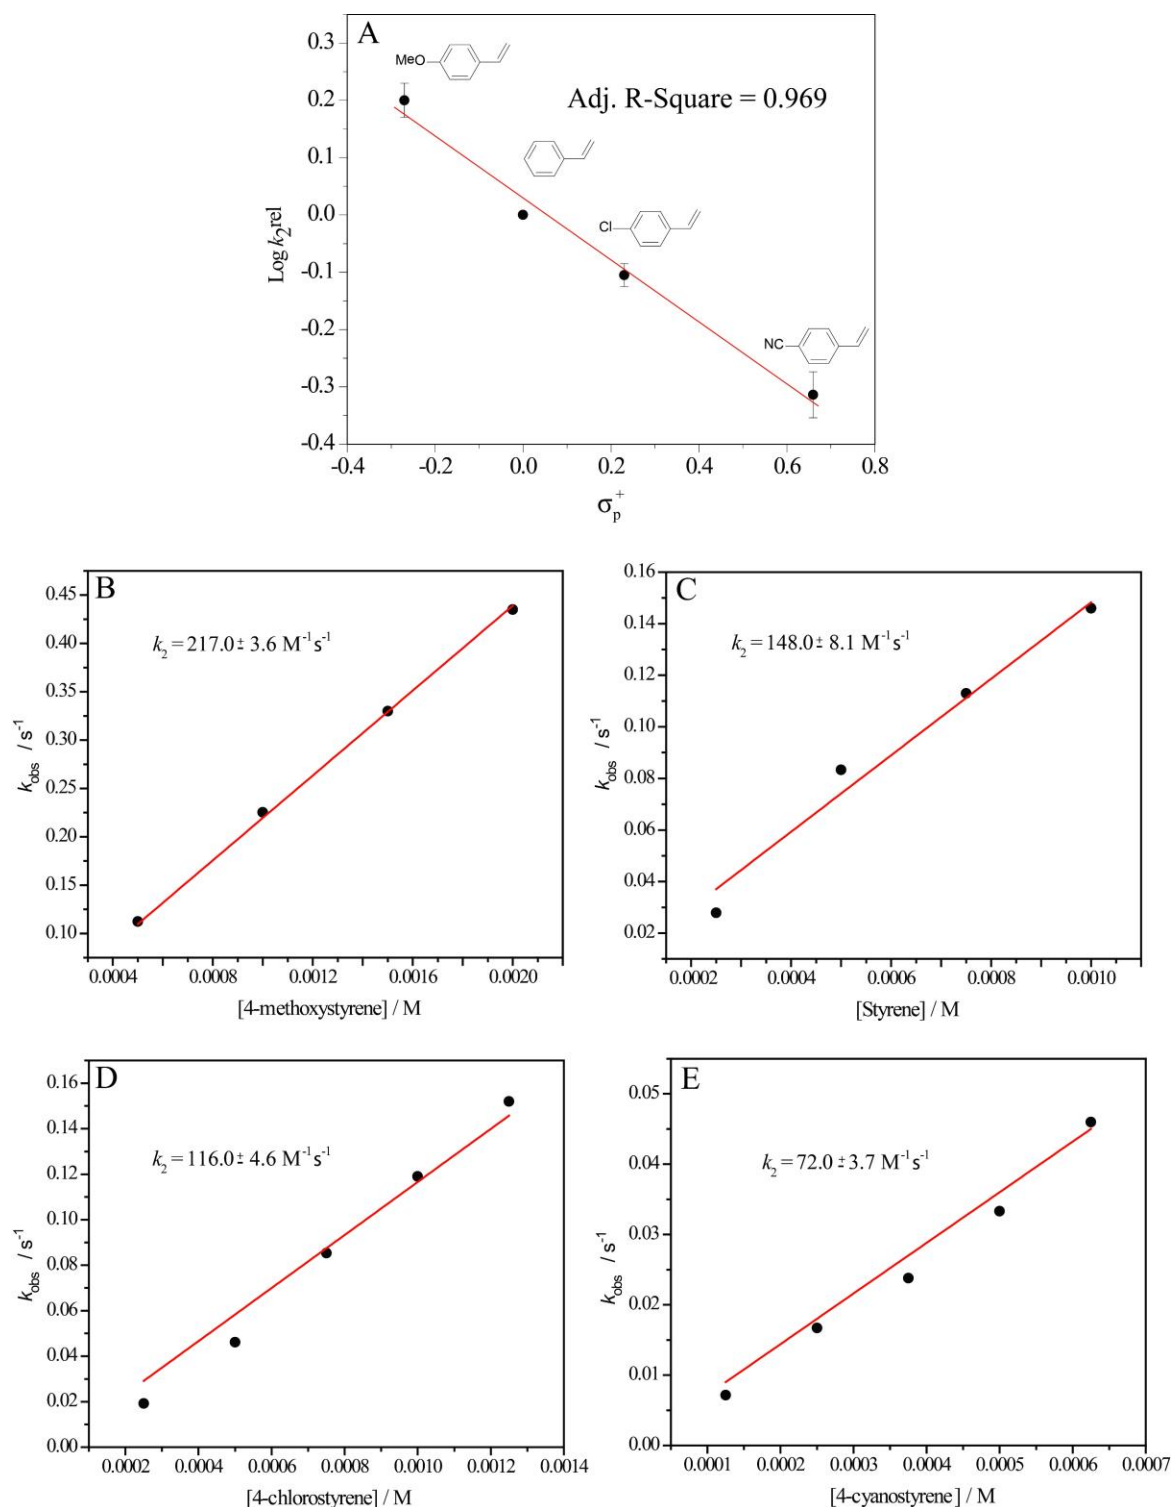 A
Adj. R-Square = 0.969
MeO
Cl
NC
0.3
0.2
0.1
0.0
-0.1
-0.2
-0.3
-0.4
Log k₂rel
-0.4 -0.2 0.0 0.2 0.4 0.6 0.8
σₚ⁺
B
k₂ = 217.0 ± 3.6 M⁻¹s⁻¹
0.45
0.40
0.35
0.30
0.25
0.20
0.15
0.10
k_obs / s⁻¹
0.0004 0.0008 0.0012 0.0016 0.0020
[4-methoxystyrene] / M
C
k₂ = 148.0 ± 8.1 M⁻¹s⁻¹
0.16
0.14
0.12
0.10
0.08
0.06
0.04
0.02
k_obs / s⁻¹
0.0002 0.0004 0.0006 0.0008 0.0010
[Styrene] / M
D
k₂ = 116.0 ± 4.6 M⁻¹s⁻¹
0.16
0.14
0.12
0.10
0.08
0.06
0.04
0.02
0.00
k_obs / s⁻¹
0.0002 0.0004 0.0006 0.0008 0.0010 0.0012 0.0014
[4-chlorostyrene] / M
E
k₂ = 72.0 ± 3.7 M⁻¹s⁻¹
0.05
0.04
0.03
0.02
0.01
0.00
k_obs / s⁻¹
0.0001 0.0002 0.0003 0.0004 0.0005 0.0006 0.0007
[4-cyanostyrene] / M